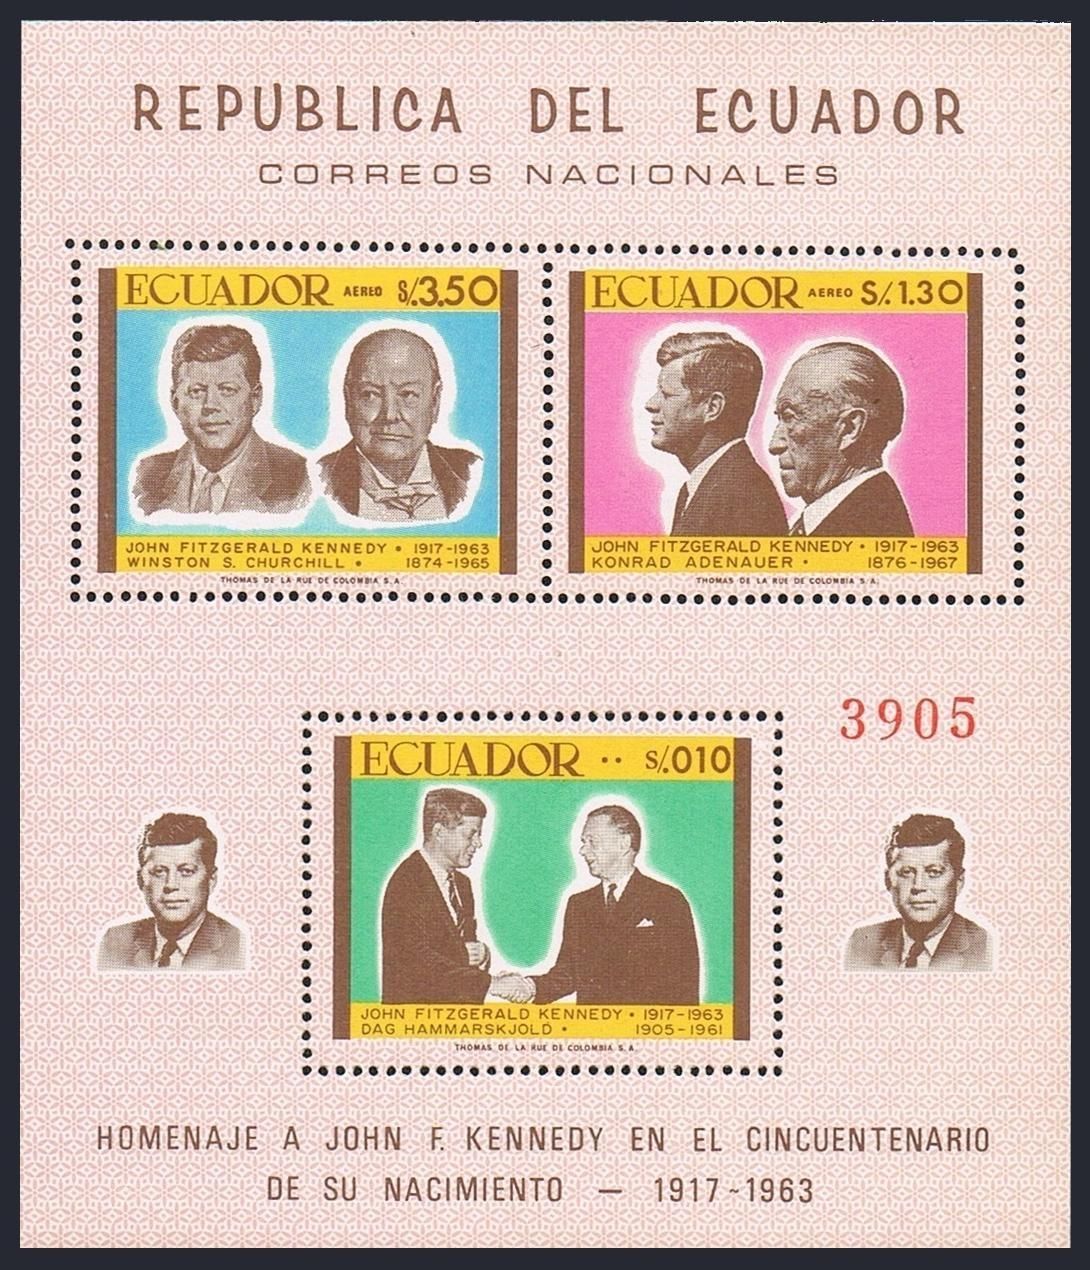 REPUBLICA DEL ECUADOR
CORREOS NACIONALES
ECUADOR AEREO S/.3.50
JOHN FITZGERALD KENNEDY • 1917-1963
WINSTON S. CHURCHILL • 1874-1965
THOMAS DE LA RUE DE COLOMBIA S.A.
ECUADOR AEREO S/.1.30
JOHN FITZGERALD KENNEDY • 1917-1963
KONRAD ADENAUER • 1876-1967
THOMAS DE LA RUE DE COLOMBIA S.A.
3905
ECUADOR •• S/.010
JOHN FITZGERALD KENNEDY • 1917-1963
DAG HAMMARSKJOLD • 1905-1961
THOMAS DE LA RUE DE COLOMBIA S.A.
HOMENAJE A JOHN F. KENNEDY EN EL CINCUENTENARIO
DE SU NACIMIENTO — 1917~1963